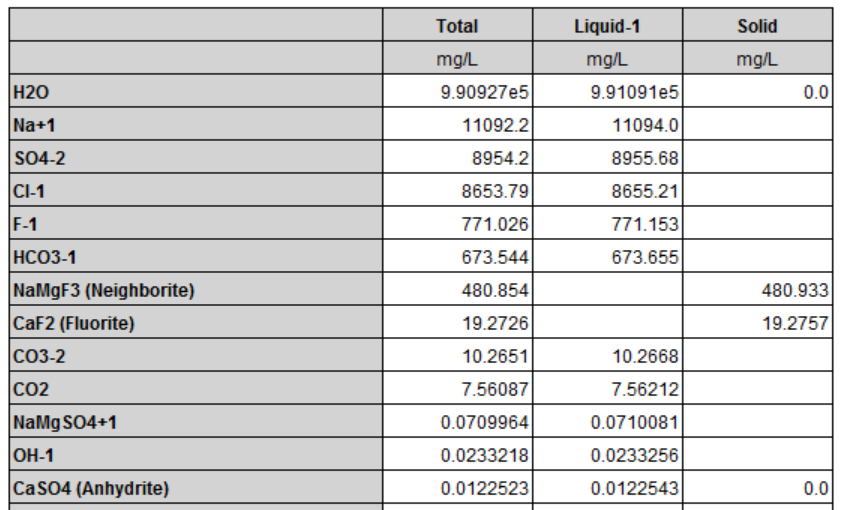 Total Liquid-1 Solid
mg/L mg/L mg/L
H2O 9.90927e5 9.91091e5 0.0
Na+1 11092.2 11094.0
SO4-2 8954.2 8955.68
Cl-1 8653.79 8655.21
F-1 771.026 771.153
HCO3-1 673.544 673.655
NaMgF3 (Neighborite) 480.854 480.933
CaF2 (Fluorite) 19.2726 19.2757
CO3-2 10.2651 10.2668
CO2 7.56087 7.56212
NaMgSO4+1 0.0709964 0.0710081
OH-1 0.0233218 0.0233256
CaSO4 (Anhydrite) 0.0122523 0.0122543 0.0